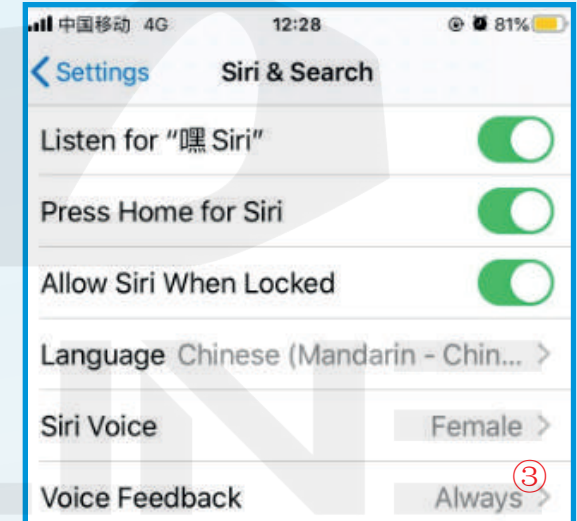 中国移动 4G 12:28 81%
Settings Siri & Search
Listen for “嘿 Siri”
Press Home for Siri
Allow Siri When Locked
Language Chinese (Mandarin - Chin... >
Siri Voice Female >
③
Voice Feedback Always >